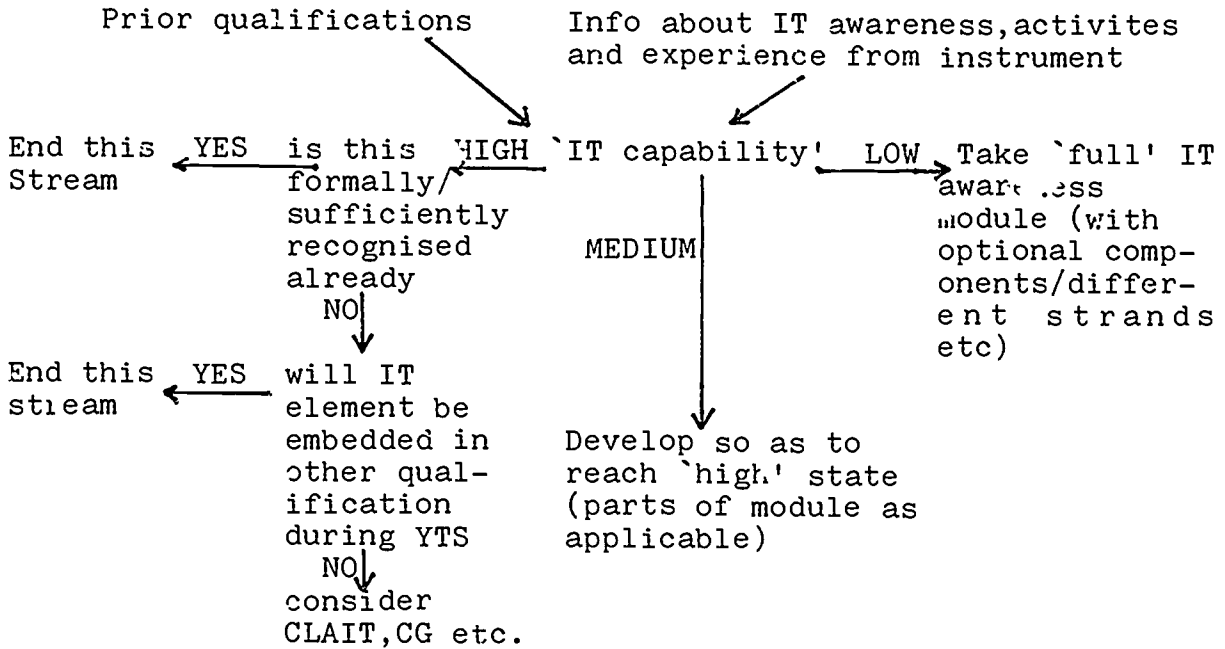 Prior qualifications
Info about IT awareness,activites
and experience from instrument
End this
Stream
YES
is this
formally/
sufficiently
recognised
already
HIGH
`IT capability'
LOW
Take `full' IT
awareness
module (with
optional comp-
onents/differ-
ent strands
etc)
MEDIUM
NO
End this
stream
YES
will IT
element be
embedded in
other qual-
ification
during YTS
Develop so as to
reach `high' state
(parts of module as
applicable)
NO
consider
CLAIT,CG etc.